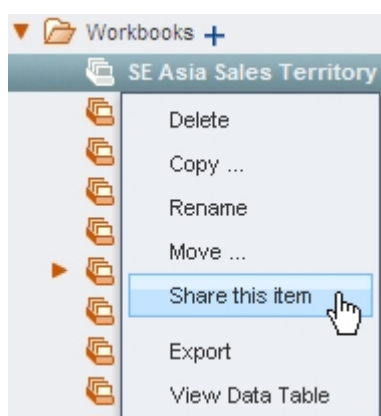 Workbooks +
SE Asia Sales Territory
Delete
Copy ...
Rename
Move ...
Share this item
Export
View Data Table